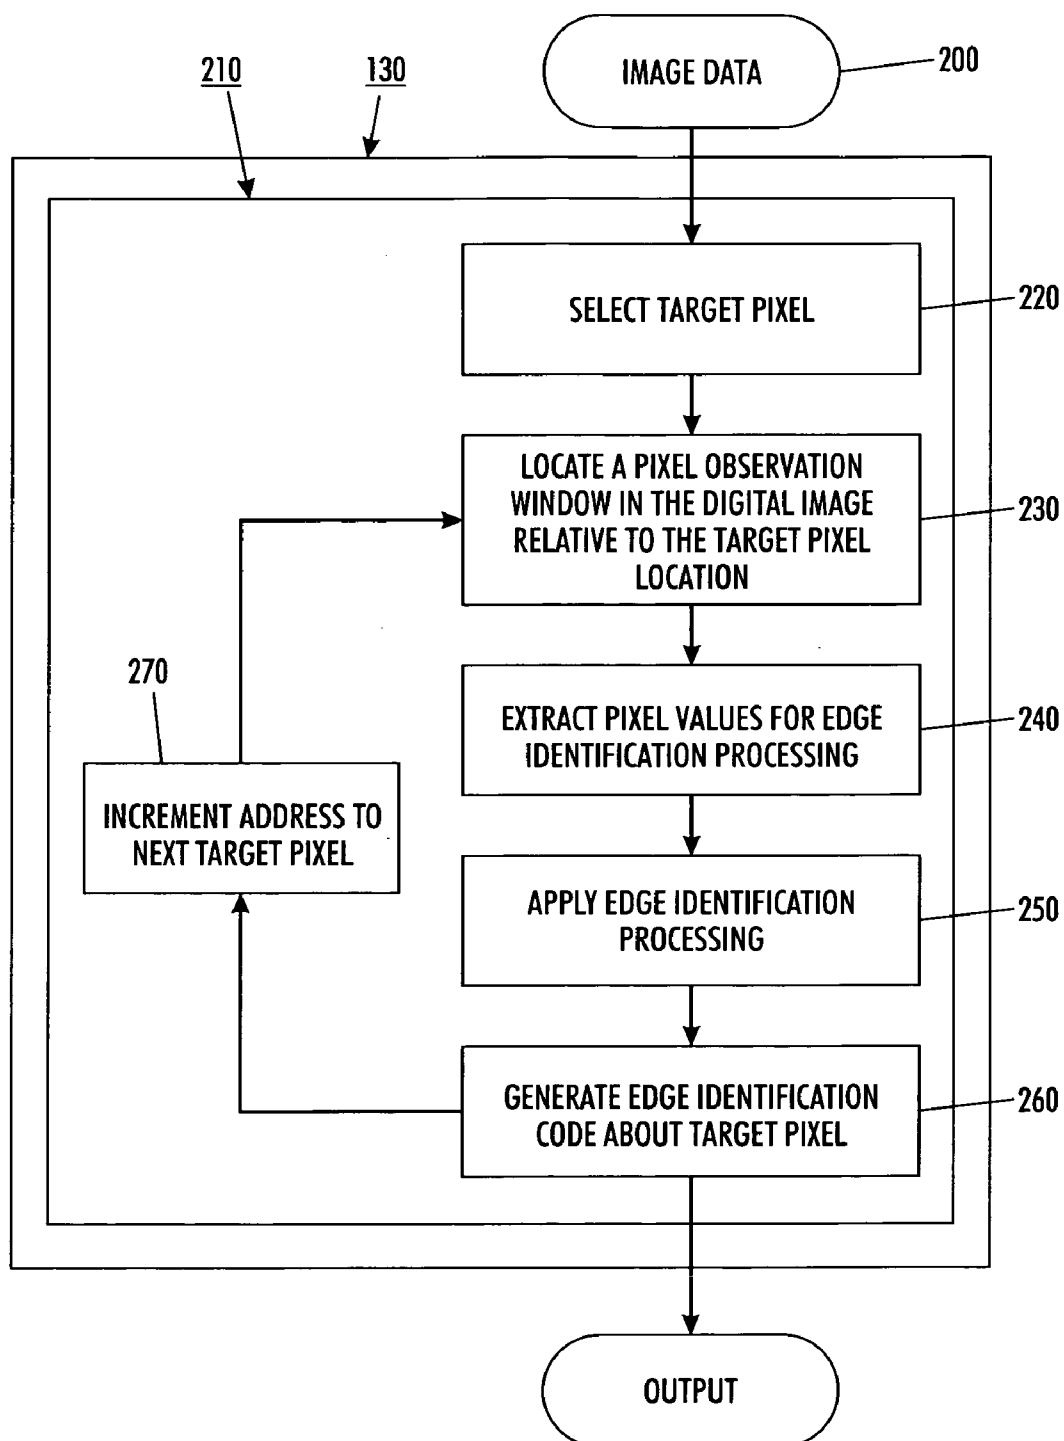 IMAGE DATA
200
210
130
SELECT TARGET PIXEL
220
LOCATE A PIXEL OBSERVATION
WINDOW IN THE DIGITAL IMAGE
RELATIVE TO THE TARGET PIXEL
LOCATION
230
EXTRACT PIXEL VALUES FOR EDGE
IDENTIFICATION PROCESSING
240
270
INCREMENT ADDRESS TO
NEXT TARGET PIXEL
APPLY EDGE IDENTIFICATION
PROCESSING
250
GENERATE EDGE IDENTIFICATION
CODE ABOUT TARGET PIXEL
260
OUTPUT